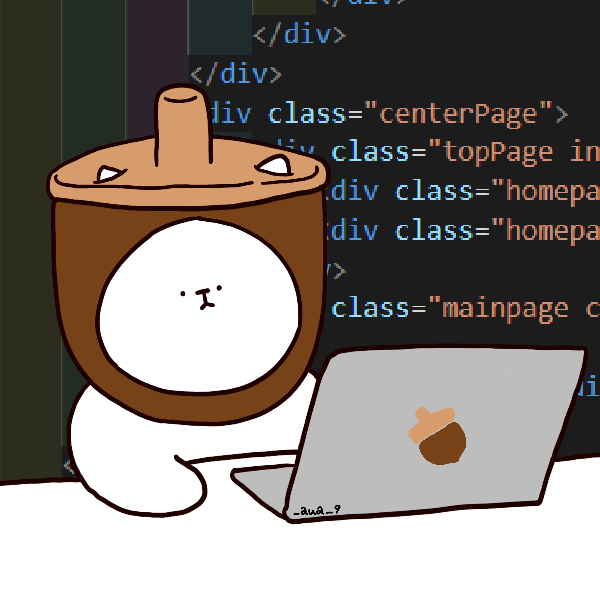 </div>
</div>
</div>
div class="centerPage">
div class="topPage in
div class="homepa
div class="homepa
>
class="mainpage c
di
<
_aua_9